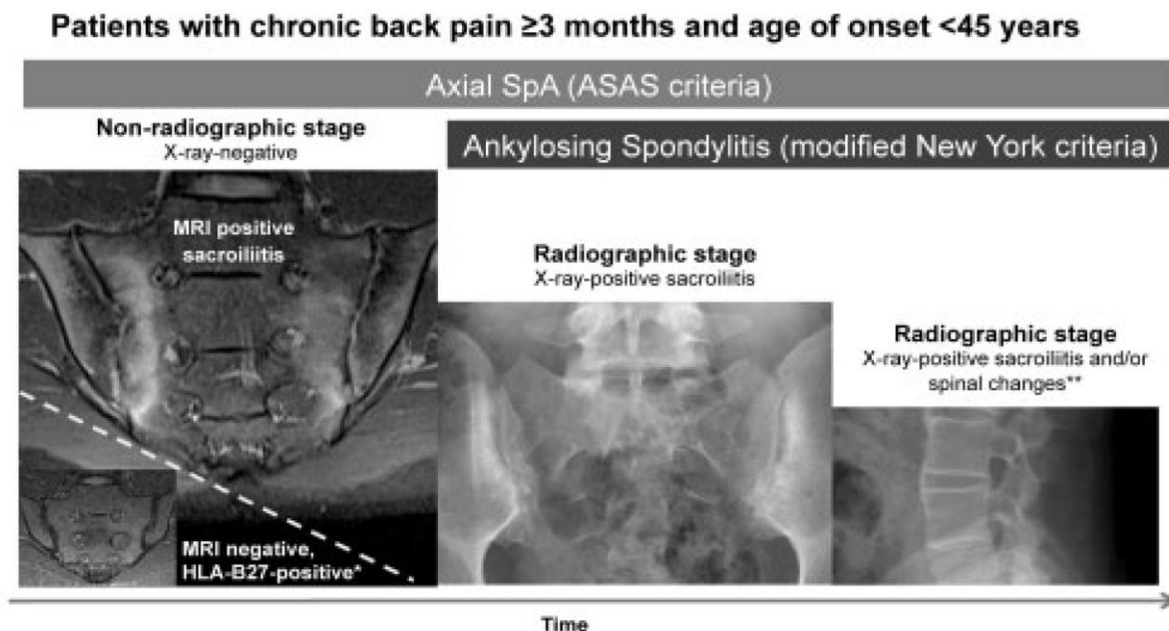 Patients with chronic back pain ≥3 months and age of onset <45 years
Axial SpA (ASAS criteria)
Non-radiographic stage
X-ray-negative
Ankylosing Spondylitis (modified New York criteria)
MRI positive
sacroiliitis
Radiographic stage
X-ray-positive sacroiliitis
Radiographic stage
X-ray-positive sacroiliitis and/or
spinal changes**
MRI negative,
HLA-B27-positive*
Time